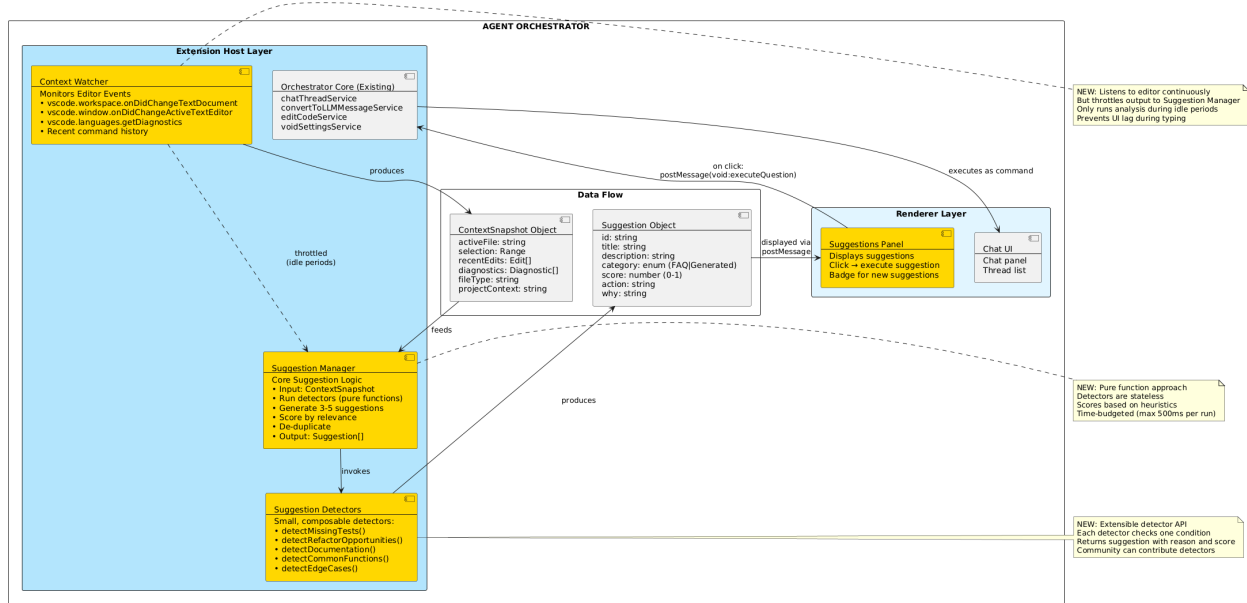 AGENT ORCHESTRATOR
Extension Host Layer
Context Watcher
Monitors Editor Events
• vscode.workspace.onDidChangeTextDocument
• vscode.window.onDidChangeActiveTextEditor
• vscode.languages.getDiagnostics
• Recent command history
Orchestrator Core (Existing)
chatThreadService
convertToLLMMessageService
editCodeService
voidSettingsService
NEW: Listens to editor continuously
But throttles output to Suggestion Manager
Only runs analysis during idle periods
Prevents UI lag during typing
produces
on click:
postMessage(void:executeQuestion)
executes as command
Data Flow
ContextSnapshot Object
activeFile: string
selection: Range
recentEdits: Edit[]
diagnostics: Diagnostic[]
fileType: string
projectContext: string
Suggestion Object
id: string
title: string
description: string
category: enum (FAQ|Generated)
score: number (0-1)
action: string
why: string
displayed via
postMessage
Renderer Layer
Suggestions Panel
Displays suggestions
Click → execute suggestion
Badge for new suggestions
Chat UI
Chat panel
Thread list
throttled
(idle periods)
feeds
Suggestion Manager
Core Suggestion Logic
• Input: ContextSnapshot
• Run detectors (pure functions)
• Generate 3-5 suggestions
• Score by relevance
• De-duplicate
• Output: Suggestion[]
produces
NEW: Pure function approach
Detectors are stateless
Scores based on heuristics
Time-budgeted (max 500ms per run)
invokes
Suggestion Detectors
Small, composable detectors:
• detectMissingTests()
• detectRefactorOpportunities()
• detectDocumentation()
• detectCommonFunctions()
• detectEdgeCases()
NEW: Extensible detector API
Each detector checks one condition
Returns suggestion with reason and score
Community can contribute detectors